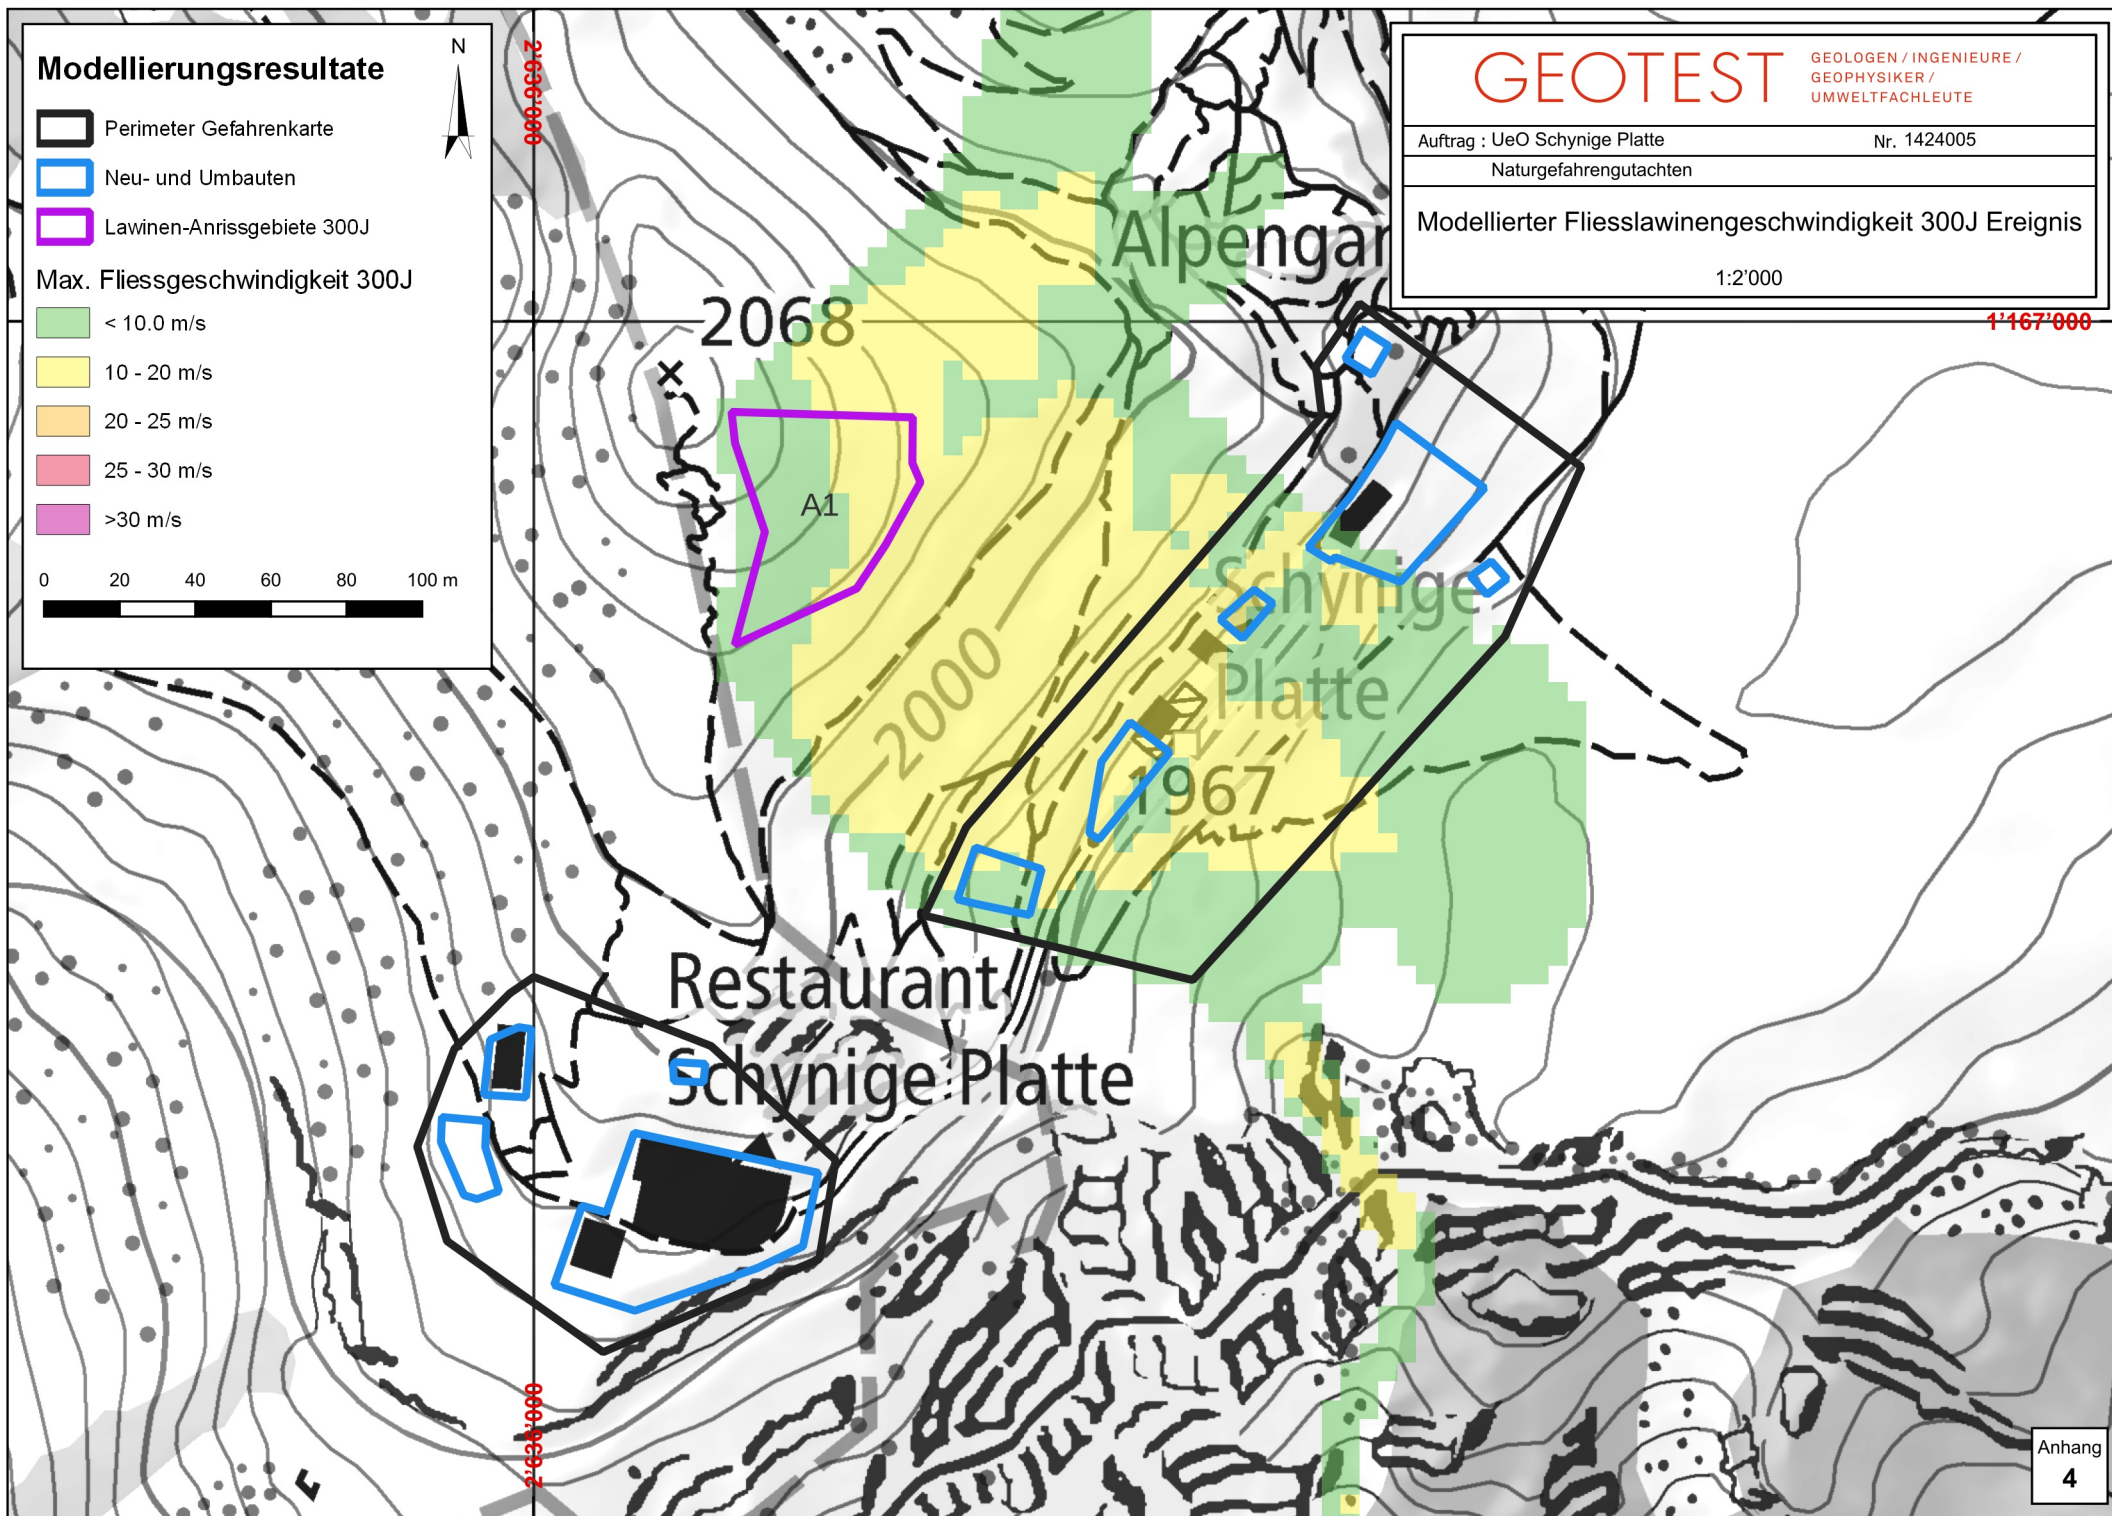 Modellierungsresultate
N
Perimeter Gefahrenkarte
Neu- und Umbauten
Lawinen-Anrissgebiete 300J
Max. Fliessgeschwindigkeit 300J
< 10.0 m/s
10 - 20 m/s
20 - 25 m/s
25 - 30 m/s
>30 m/s
0 20 40 60 80 100 m
2'636'000
GEOTEST
GEOLOGEN / INGENIEURE /
GEOPHYSIKER /
UMWELTFACHLEUTE
Auftrag : UeO Schynige Platte Nr. 1424005
Naturgefahrengutachten
Modellierter Fliesslawinengeschwindigkeit 300J Ereignis
1:2'000
1'167'000
Alpengar
2068
A1
Schynige
Platte
2000
1967
Restaurant
Schynige Platte
2'636'000
Anhang
4